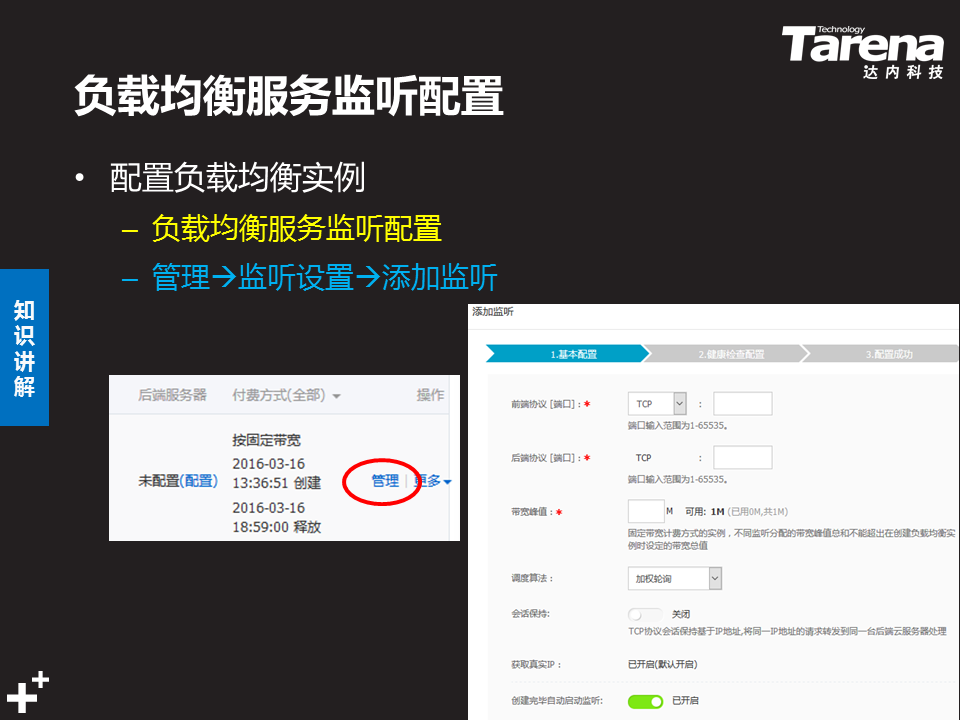 Technology
Tarena
达内科技
负载均衡服务监听配置
• 配置负载均衡实例
– 负载均衡服务监听配置
– 管理→监听设置→添加监听
知识讲解
后端服务器 付费方式(全部) 操作
按固定带宽
2016-03-16
未配置(配置) 13:36:51 创建 管理 | 更多
2016-03-16
18:59:00 释放
添加监听
1.基本配置 2.健康检查配置 3.配置成功
前端协议 [端口]：* TCP :
端口输入范围为1-65535。
后端协议 [端口]：* TCP :
端口输入范围为1-65535。
带宽峰值：* M 可用: 1M (已用0M,共1M)
固定带宽计费方式的实例，不同监听分配的带宽峰值总和不能超出在创建负载均衡实
例时设定的带宽总值
调度算法： 加权轮询
会话保持: 关闭
TCP协议会话保持基于IP地址,将同一IP地址的请求转发到同一台后端云服务器处理
获取真实IP： 已开启(默认开启)
创建完毕自动启动监听: 已开启